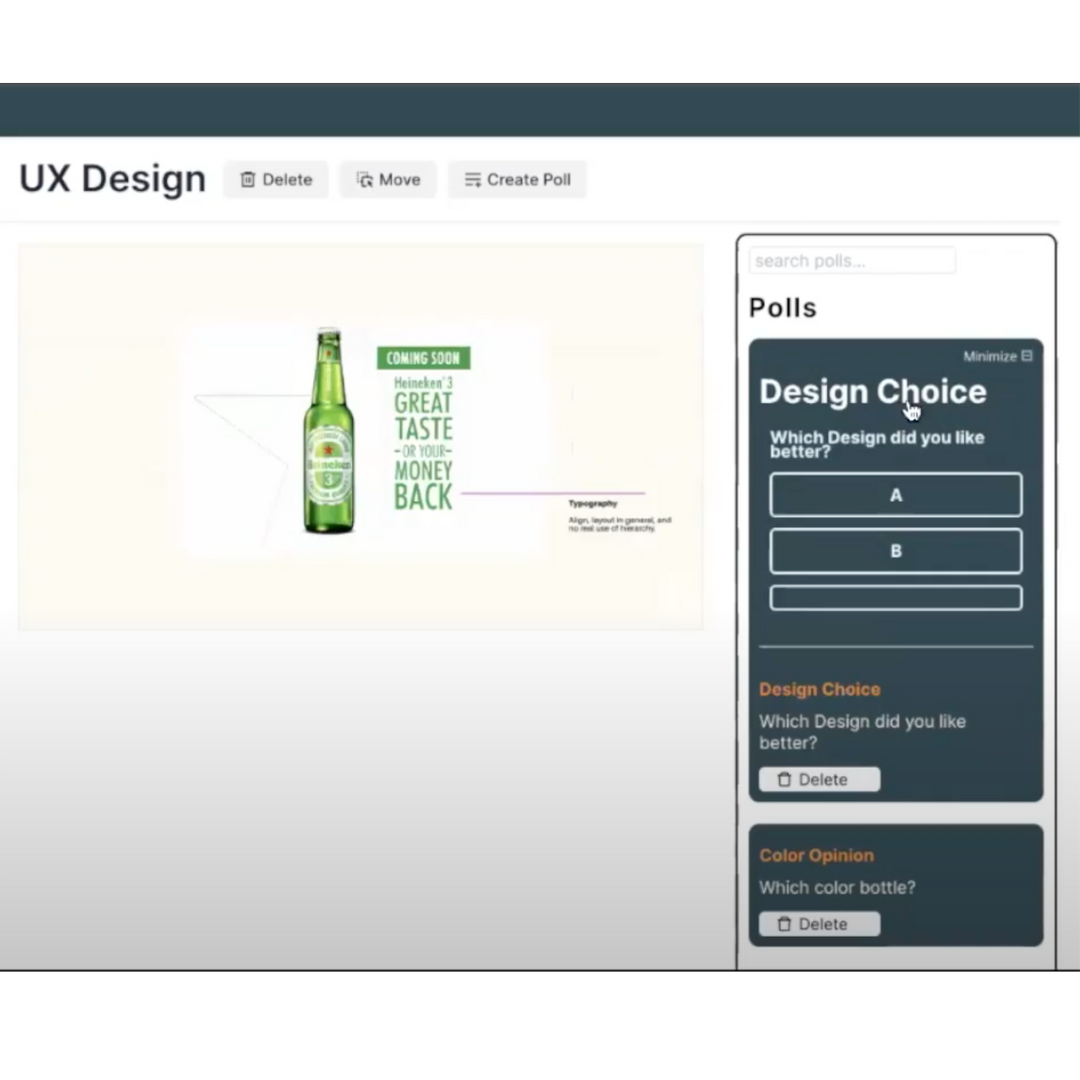 UX Design
Delete
Move
Create Poll
COMING SOON
Heineken®3
GREAT
TASTE
-OR YOUR-
MONEY
BACK
Heineken
3
Typography
Align, layout in general, and
no real use of hierarchy.
search polls...
Polls
Minimize
Design Choice
Which Design did you like
better?
A
B
Design Choice
Which Design did you like
better?
Delete
Color Opinion
Which color bottle?
Delete